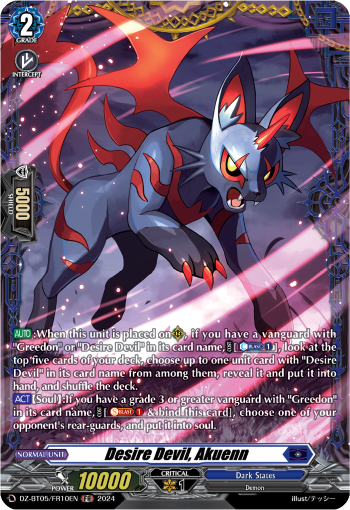 2
GRADE
INTERCEPT
5000
SHIELD
AUTO :When this unit is placed on , if you have a vanguard with
"Greedon" or "Desire Devil" in its card name, COST [ BLAST 1 ], look at the
top five cards of your deck, choose up to one unit card with "Desire
Devil" in its card name from among them, reveal it and put it into
hand, and shuffle the deck.
ACT [Soul]:If you have a grade 3 or greater vanguard with "Greedon"
in its card name, COST [ BLAST 1 & bind this card], choose one of your
opponent's rear-guards, and put it into soul.
NORMAL UNIT
Desire Devil, Akuenn
POWER 10000
CRITICAL
1
Dark States
Demon
DZ-BT05/FR10EN FR 2024
illust/テッシー